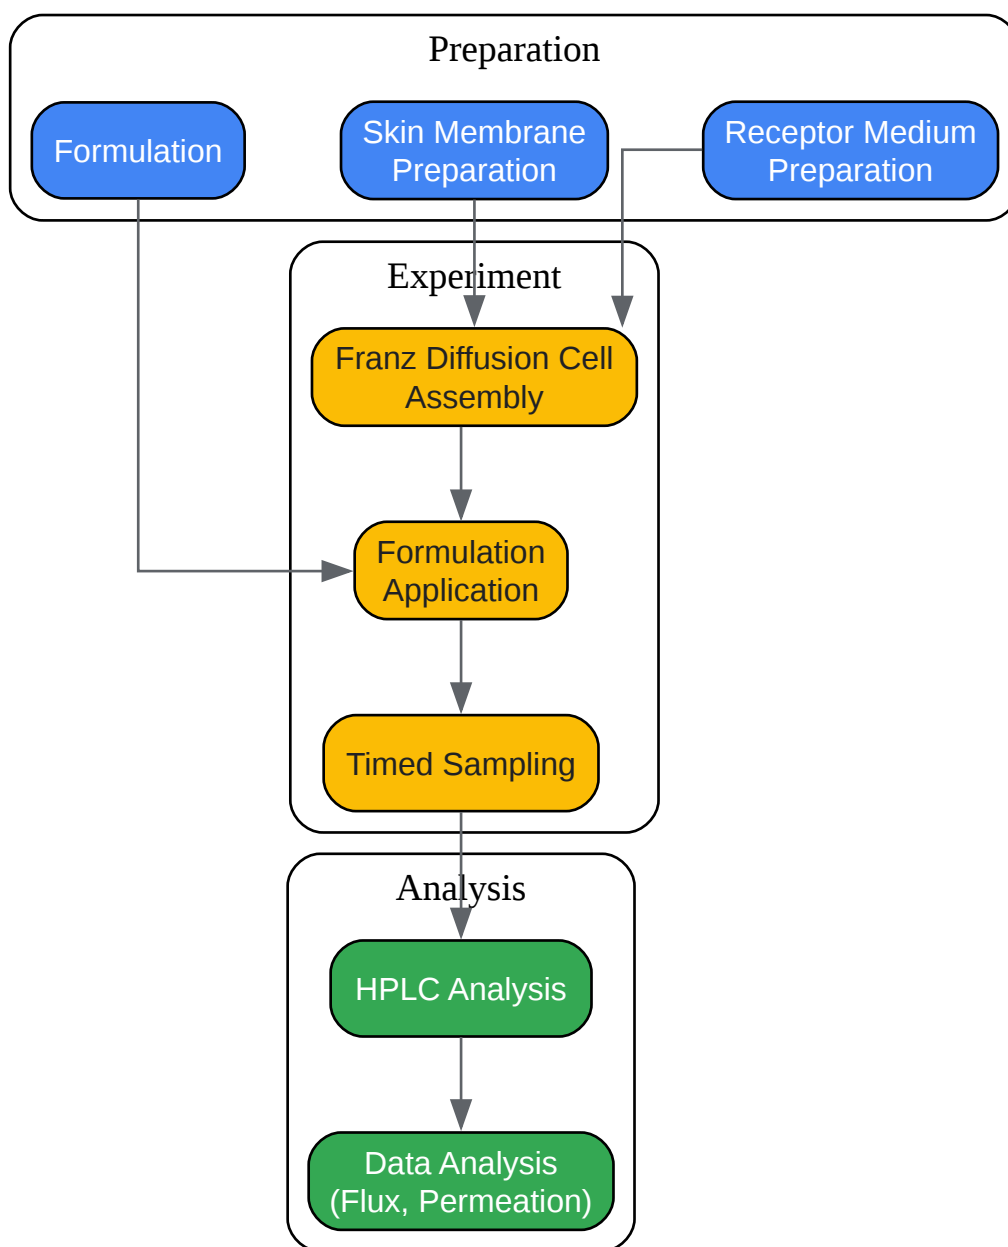 Preparation
Formulation
Skin Membrane
Preparation
Receptor Medium
Preparation
Experiment
Franz Diffusion Cell
Assembly
Formulation
Application
Timed Sampling
Analysis
HPLC Analysis
Data Analysis
(Flux, Permeation)